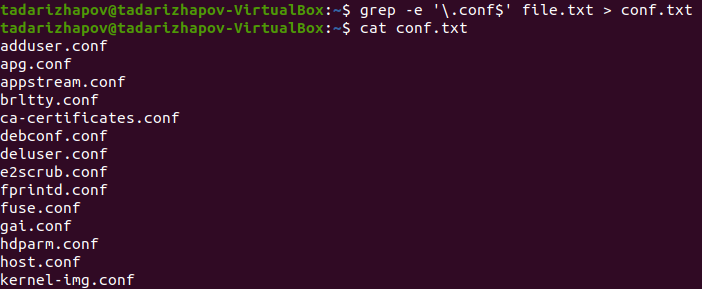 tadarizhapov@tadarizhapov-VirtualBox:~$ grep -e '\.conf$' file.txt > conf.txt
tadarizhapov@tadarizhapov-VirtualBox:~$ cat conf.txt
adduser.conf
apg.conf
appstream.conf
brltty.conf
ca-certificates.conf
debconf.conf
deluser.conf
e2scrub.conf
fprintd.conf
fuse.conf
gai.conf
hdparm.conf
host.conf
kernel-img.conf